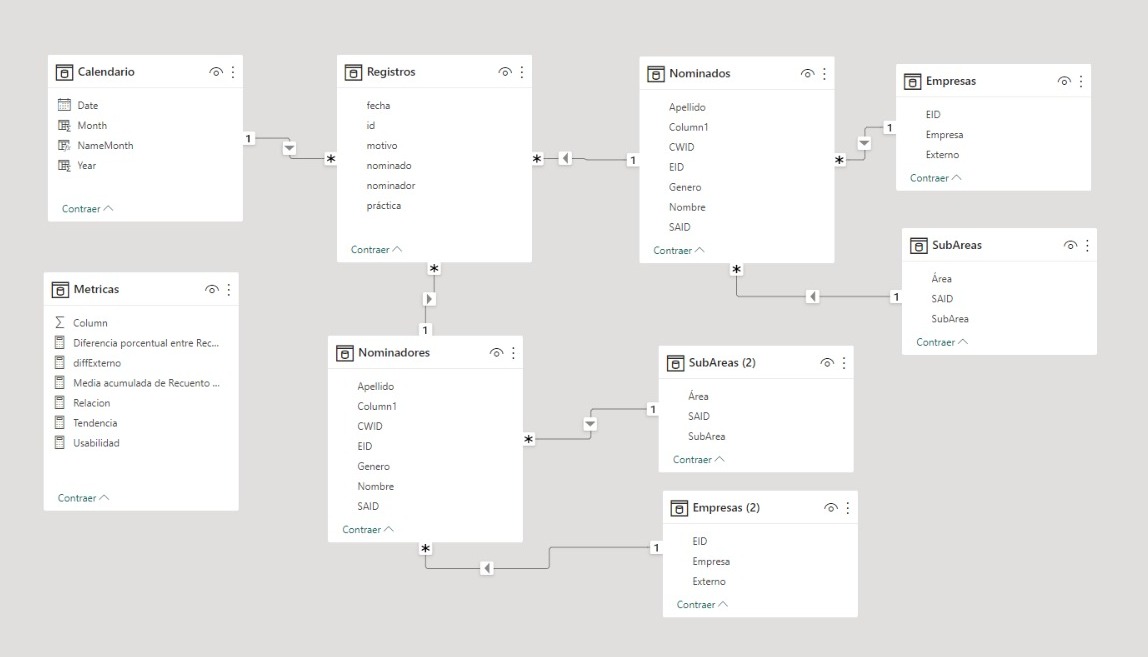 Calendario
Date
Month
NameMonth
Year
Contraer
Registros
fecha
id
motivo
nominado
nominador
práctica
Contraer
Nominados
Apellido
Column1
CWID
EID
Genero
Nombre
SAID
Contraer
Empresas
EID
Empresa
Externo
Contraer
SubAreas
Área
SAID
SubArea
Contraer
Metricas
Column
Diferencia porcentual entre Rec...
diffExterno
Media acumulada de Recuento ...
Relacion
Tendencia
Usabilidad
Contraer
Nominadores
Apellido
Column1
CWID
EID
Genero
Nombre
SAID
Contraer
SubAreas (2)
Área
SAID
SubArea
Contraer
Empresas (2)
EID
Empresa
Externo
Contraer
1
*
*
1
*
1
*
1
*
1
*
1
*
1